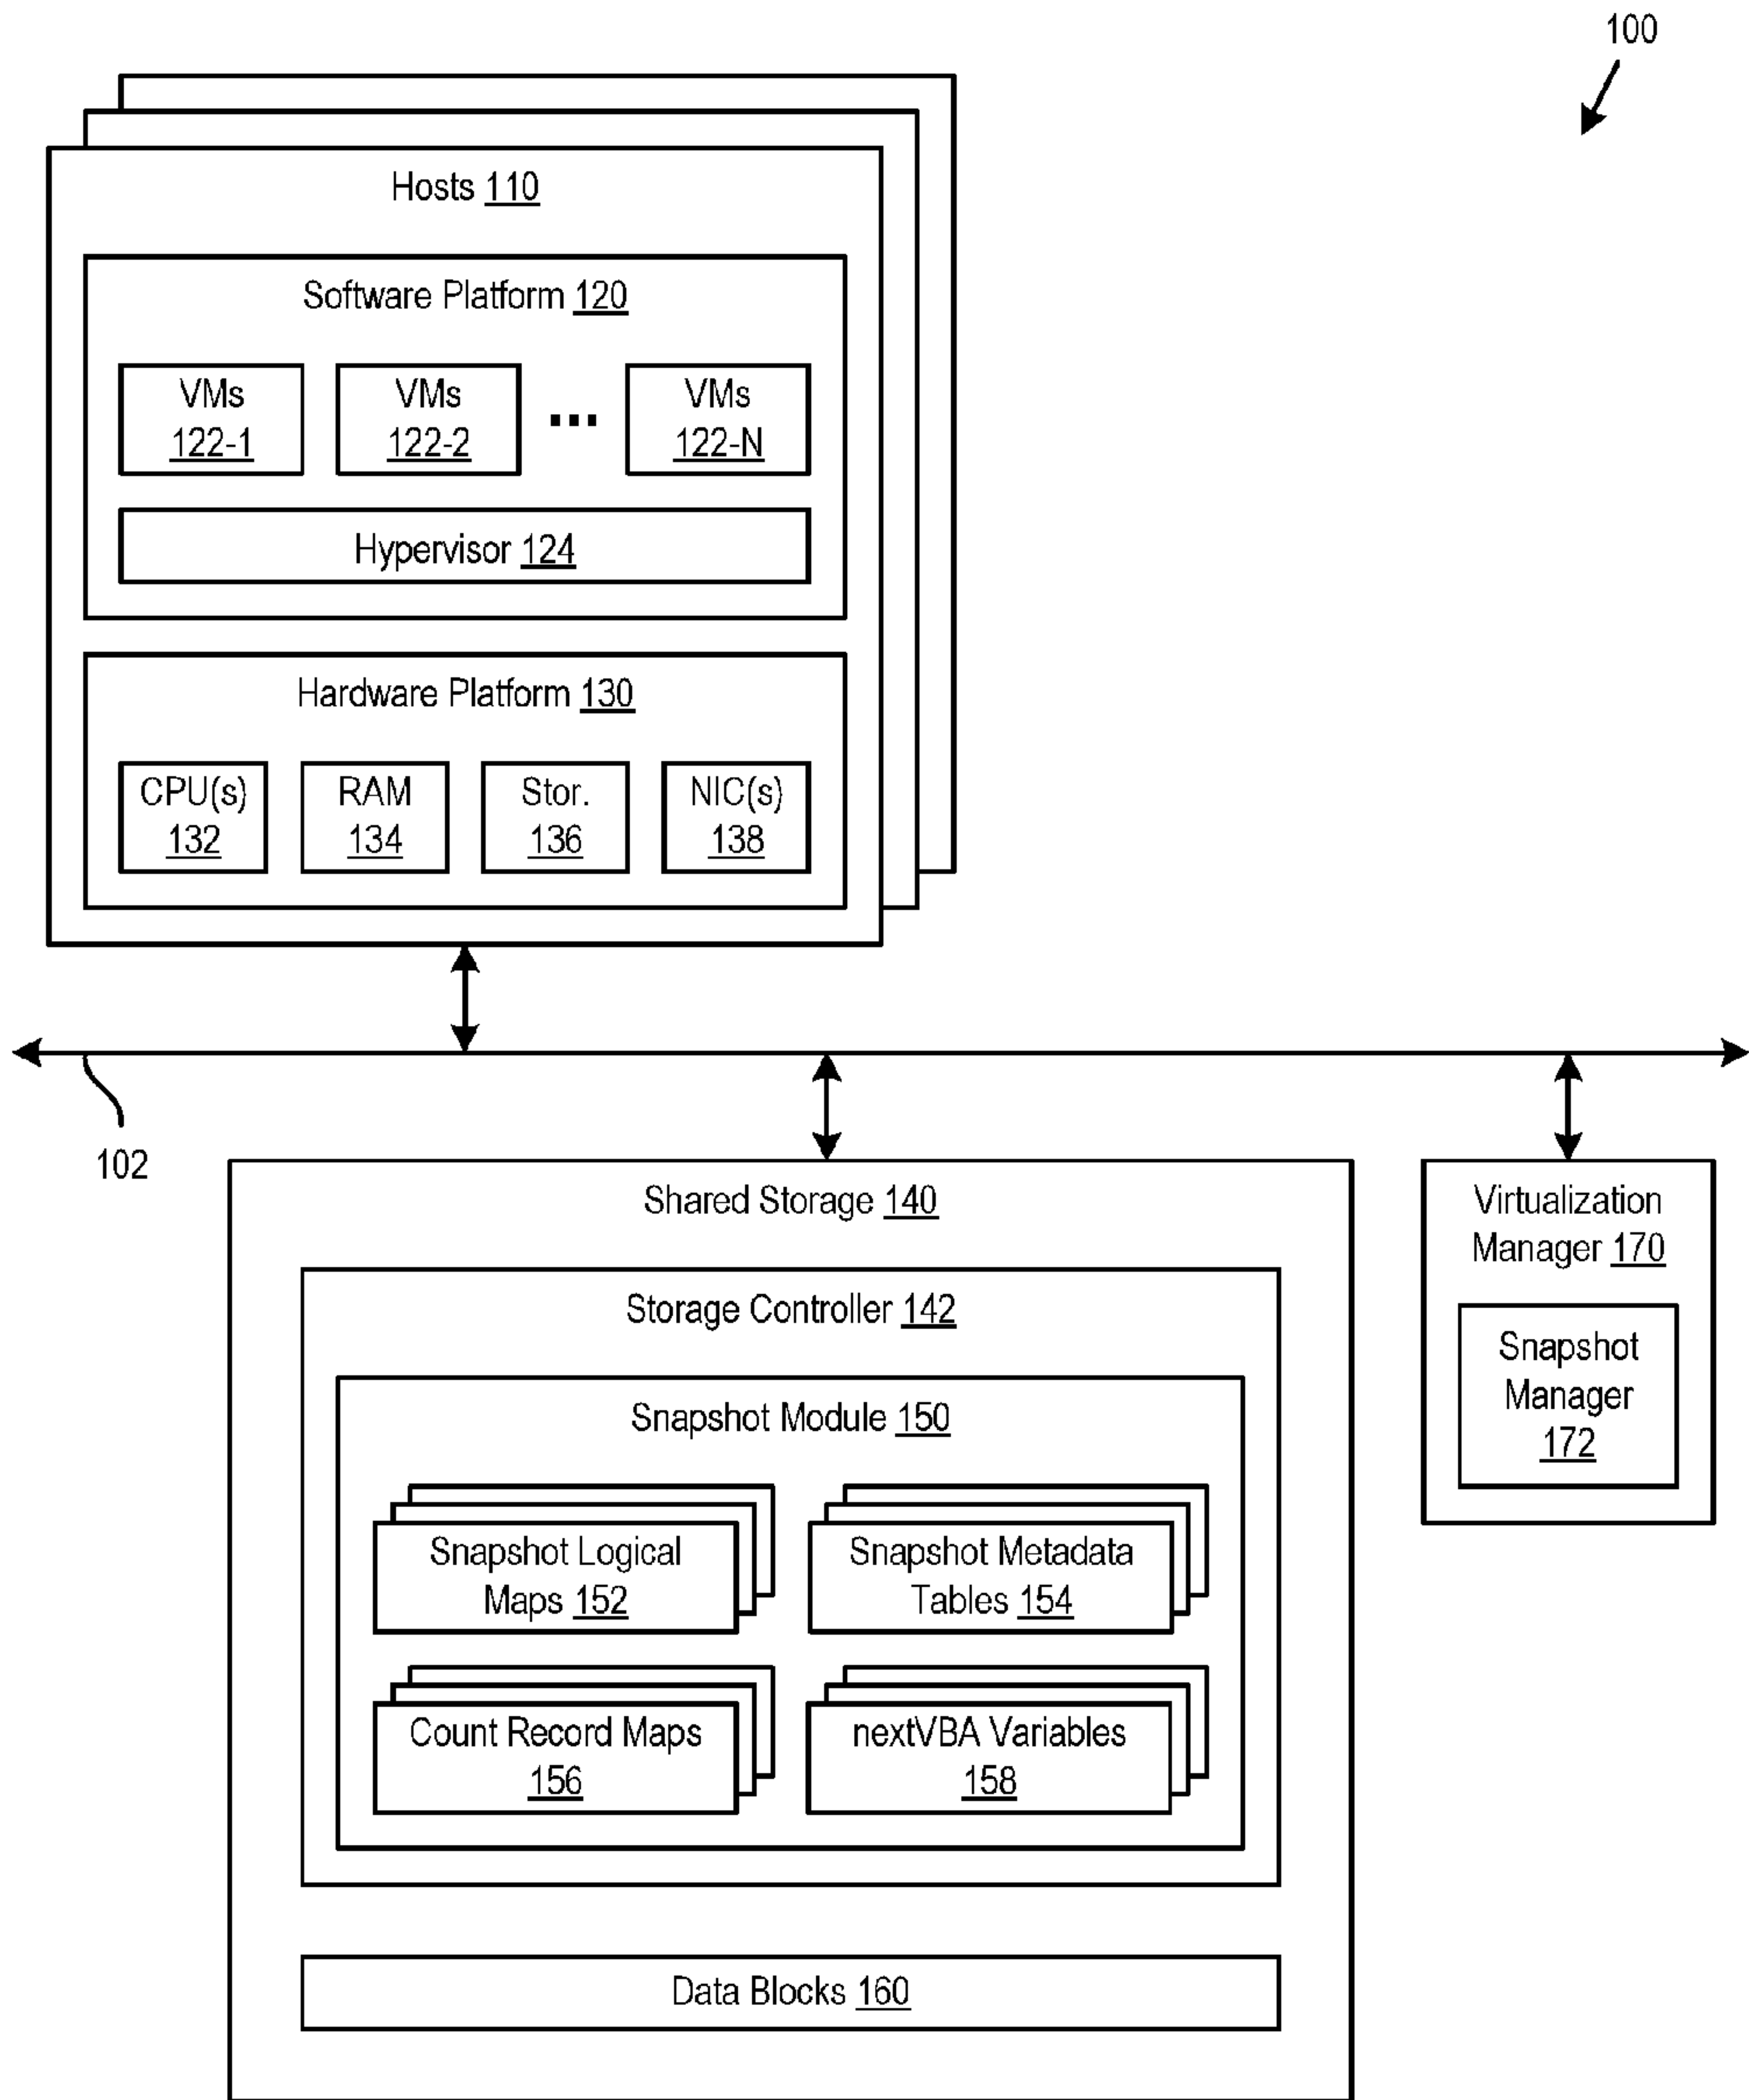 100
Hosts 110
Software Platform 120
VMs
122-1
VMs
122-2
...
VMs
122-N
Hypervisor 124
Hardware Platform 130
CPU(s)
132
RAM
134
Stor.
136
NIC(s)
138
102
Shared Storage 140
Storage Controller 142
Snapshot Module 150
Snapshot Logical
Maps 152
Snapshot Metadata
Tables 154
Count Record Maps
156
nextVBA Variables
158
Data Blocks 160
Virtualization
Manager 170
Snapshot
Manager
172